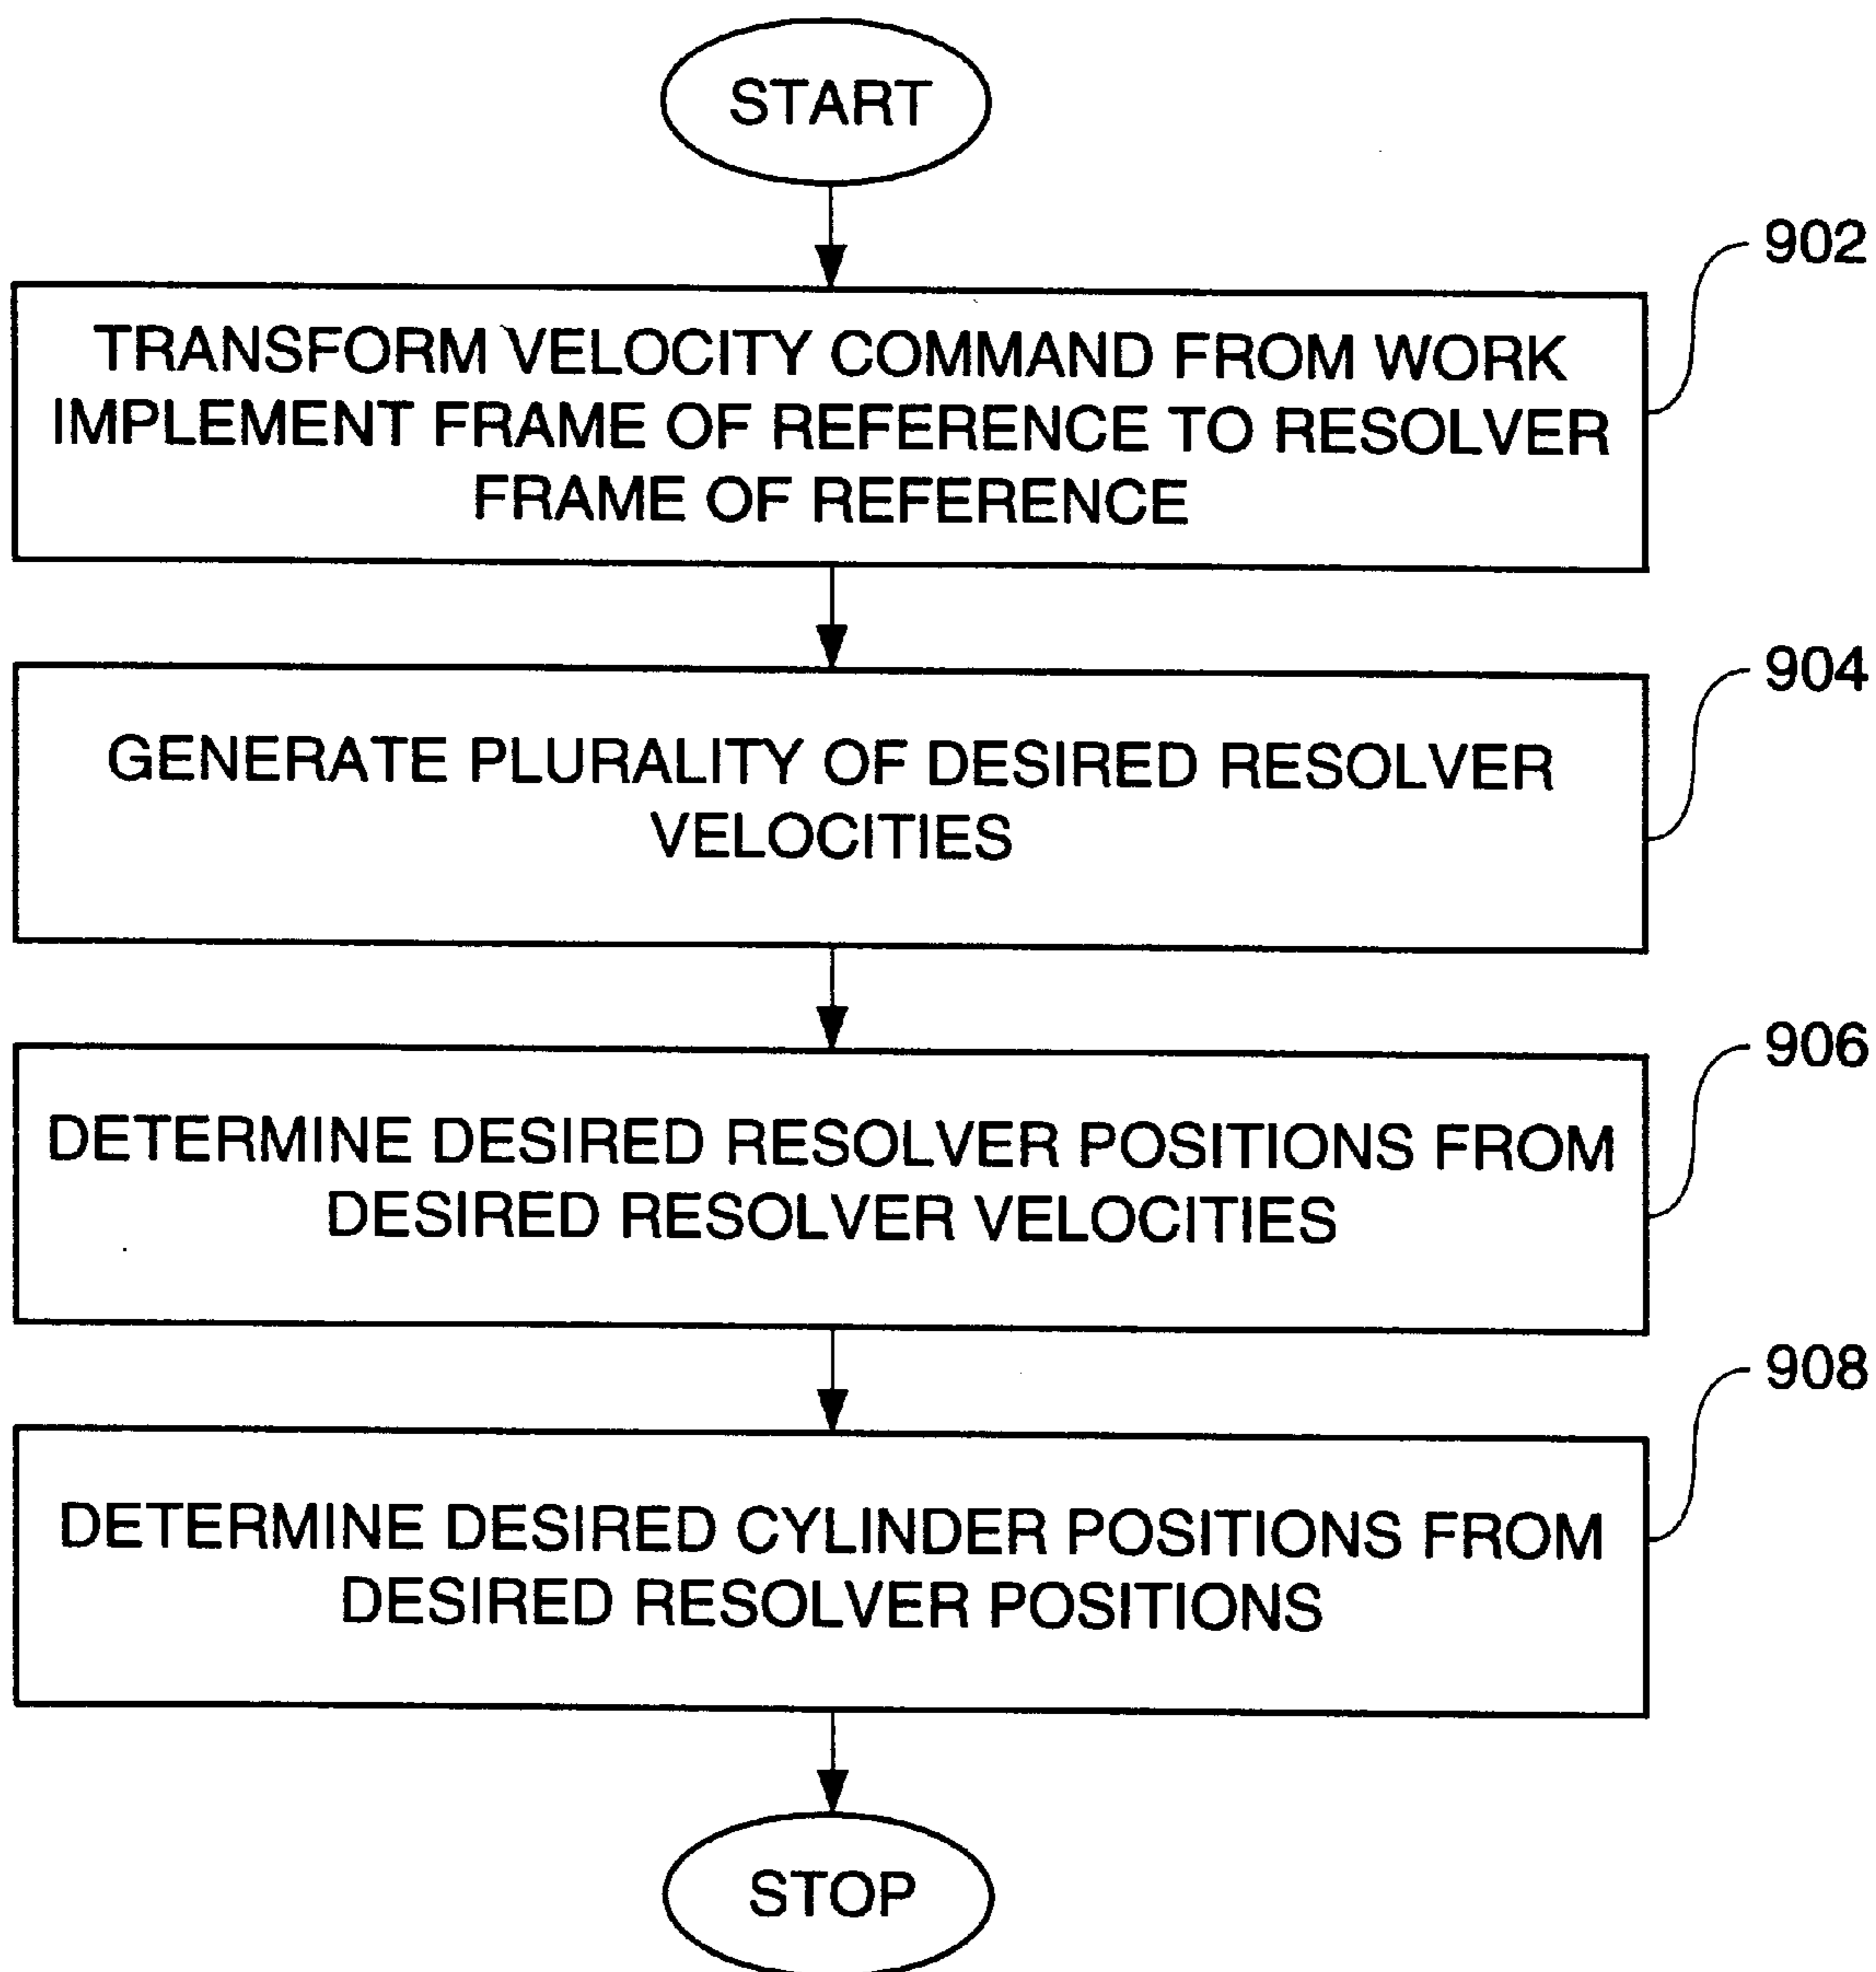 START
902
TRANSFORM VELOCITY COMMAND FROM WORK
IMPLEMENT FRAME OF REFERENCE TO RESOLVER
FRAME OF REFERENCE
904
GENERATE PLURALITY OF DESIRED RESOLVER
VELOCITIES
906
DETERMINE DESIRED RESOLVER POSITIONS FROM
DESIRED RESOLVER VELOCITIES
908
DETERMINE DESIRED CYLINDER POSITIONS FROM
DESIRED RESOLVER POSITIONS
STOP